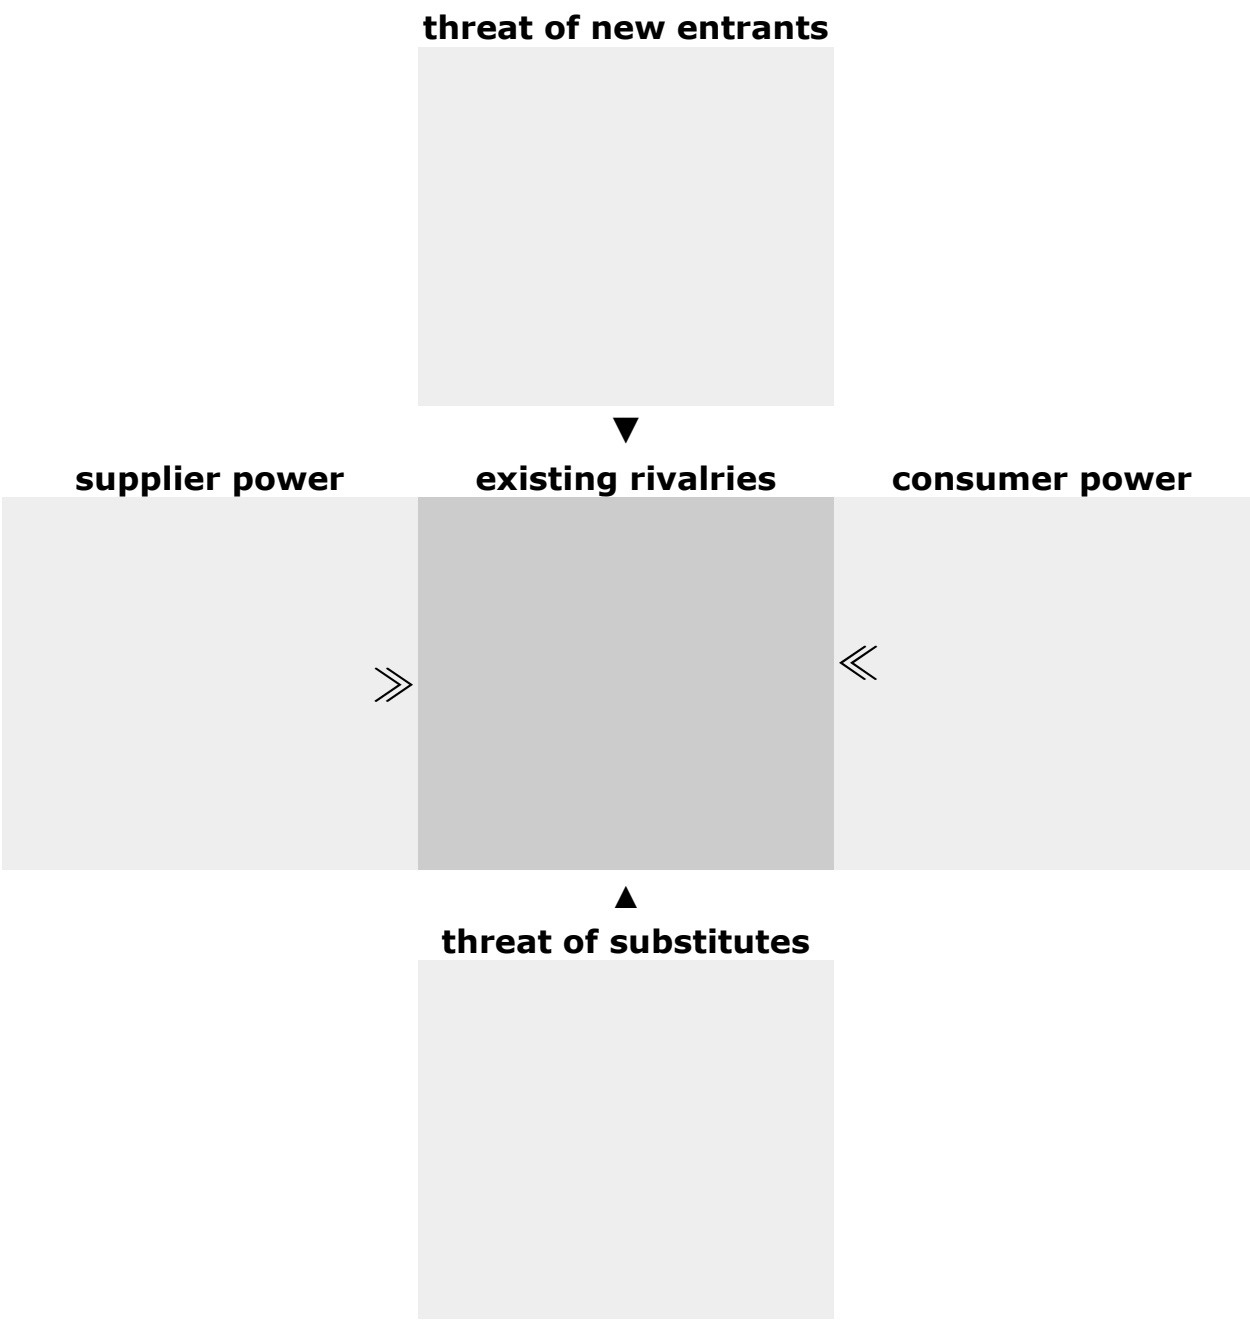 threat of new entrants
▼
supplier power
existing rivalries
consumer power
≫
≪
▲
threat of substitutes